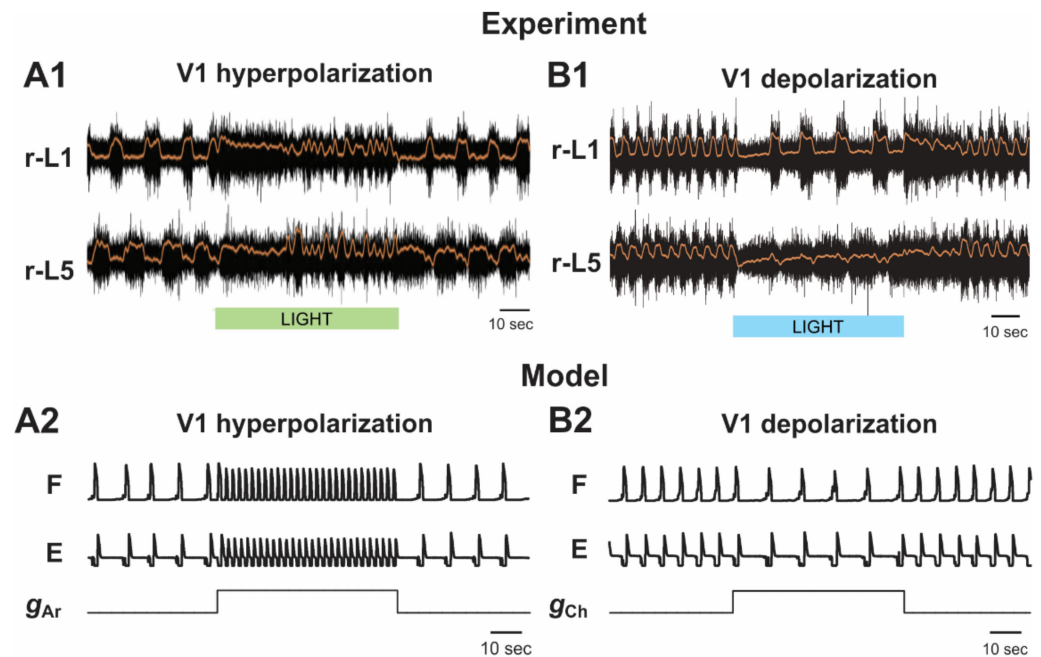 Experiment
A1 V1 hyperpolarization
r-L1
r-L5
LIGHT
10 sec
B1 V1 depolarization
r-L1
r-L5
LIGHT
10 sec
Model
A2 V1 hyperpolarization
F
E
gAr
10 sec
B2 V1 depolarization
F
E
gCh
10 sec